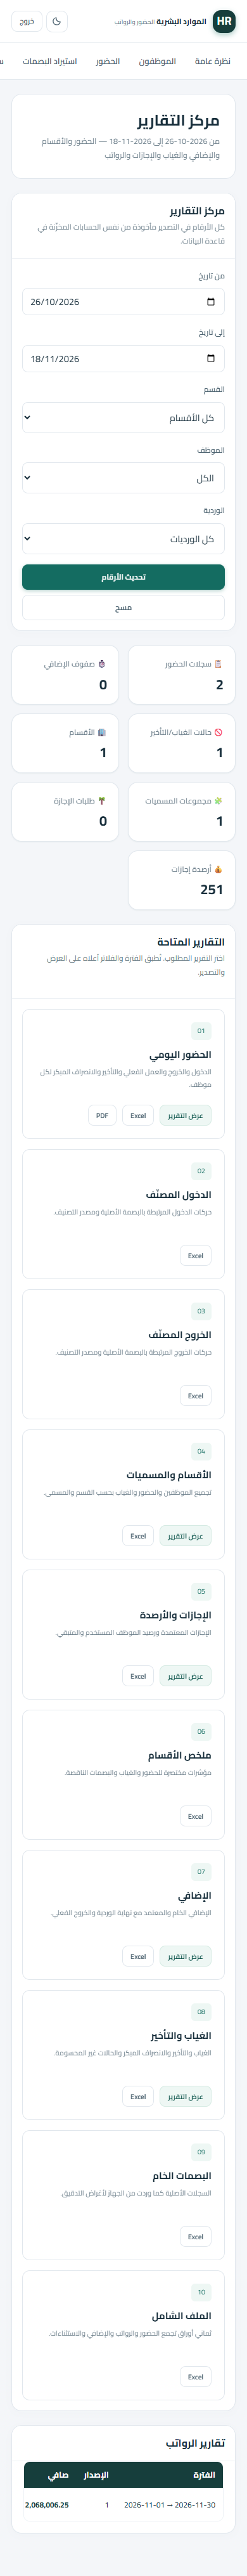 HR
الموارد البشرية الحضور والرواتب
خروج
نظرة عامة
الموظفون
الحضور
استيراد البصمات
مركز التقارير
من 2026-10-26 إلى 2026-11-18 — الحضور والأقسام
والإضافي والغياب والإجازات والرواتب
مركز التقارير
كل الأرقام في التصدير مأخوذة من نفس الحسابات المخزّنة في
قاعدة البيانات.
من تاريخ
26/10/2026
إلى تاريخ
18/11/2026
القسم
كل الأقسام
الموظف
الكل
الوردية
كل الورديات
تحديث الأرقام
مسح
سجلات الحضور
2
صفوف الإضافي
0
حالات الغياب/التأخير
1
الأقسام
1
مجموعات المسميات
1
طلبات الإجازة
0
أرصدة إجازات
251
التقارير المتاحة
اختر التقرير المطلوب. تُطبق الفترة والفلاتر أعلاه على العرض
والتصدير.
01
الحضور اليومي
الدخول والخروج والعمل الفعلي والتأخير والانصراف المبكر لكل
موظف.
عرض التقرير
Excel
PDF
02
الدخول المصنّف
حركات الدخول المرتبطة بالبصمة الأصلية ومصدر التصنيف.
Excel
03
الخروج المصنّف
حركات الخروج المرتبطة بالبصمة الأصلية ومصدر التصنيف.
Excel
04
الأقسام والمسميات
تجميع الموظفين والحضور والغياب بحسب القسم والمسمى.
عرض التقرير
Excel
05
الإجازات والأرصدة
الإجازات المعتمدة ورصيد الموظف المستخدم والمتبقي.
عرض التقرير
Excel
06
ملخص الأقسام
مؤشرات مختصرة للحضور والغياب والبصمات الناقصة.
Excel
07
الإضافي
الإضافي الخام والمعتمد مع نهاية الوردية والخروج الفعلي.
عرض التقرير
Excel
08
الغياب والتأخير
الغياب والتأخير والانصراف المبكر والحالات غير المحسومة.
عرض التقرير
Excel
09
البصمات الخام
السجلات الأصلية كما وردت من الجهاز لأغراض التدقيق.
Excel
10
الملف الشامل
ثماني أوراق تجمع الحضور والرواتب والإضافي والاستثناءات.
Excel
تقارير الرواتب
الفترة
الإصدار
صافي
2026-11-01 → 2026-11-30
1
2,068,006.25